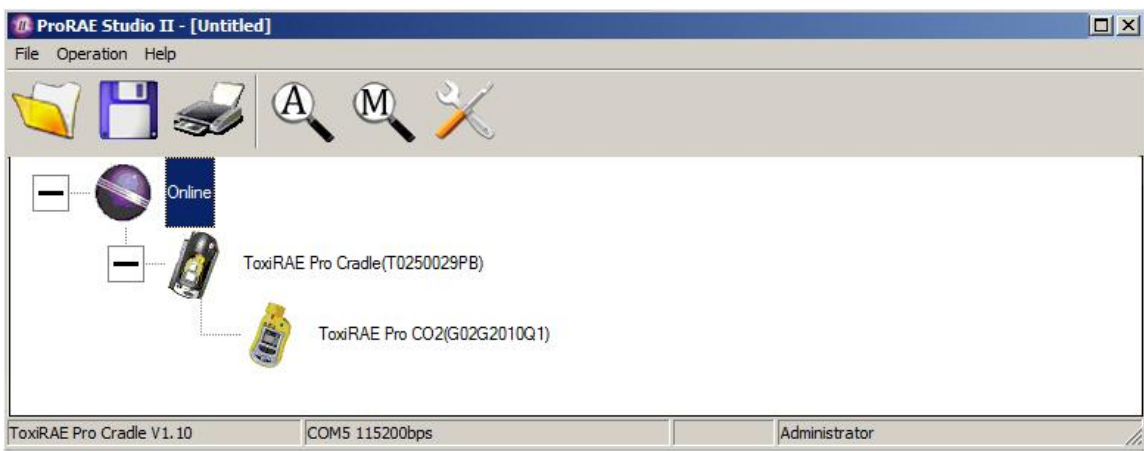 ProRAE Studio II - [Untitled]
File Operation Help
A M
Online
ToxiRAE Pro Cradle(T0250029PB)
ToxiRAE Pro CO2(G02G2010Q1)
ToxiRAE Pro Cradle V1.10 COM5 115200bps Administrator